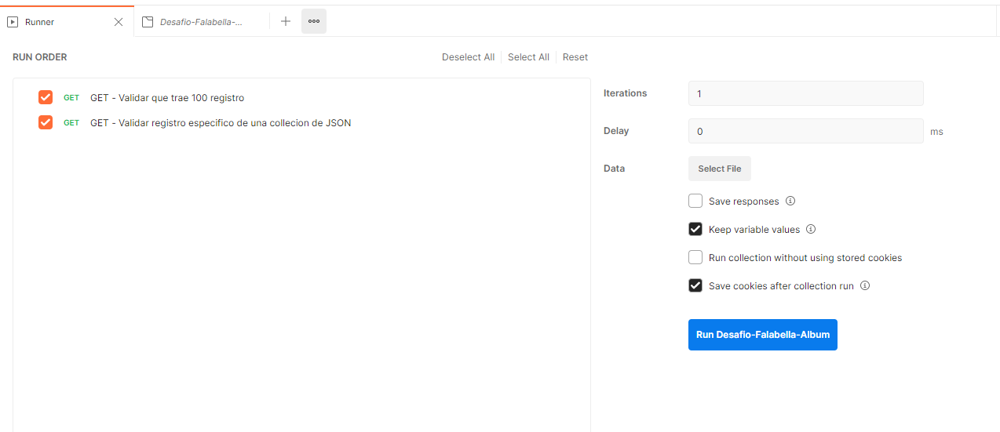 Runner
Desafio-Falabella-...
RUN ORDER
Deselect All
Select All
Reset
GET GET - Validar que trae 100 registro
GET GET - Validar registro especifico de una collecion de JSON
Iterations 1
Delay 0 ms
Data Select File
Save responses
Keep variable values
Run collection without using stored cookies
Save cookies after collection run
Run Desafio-Falabella-Album